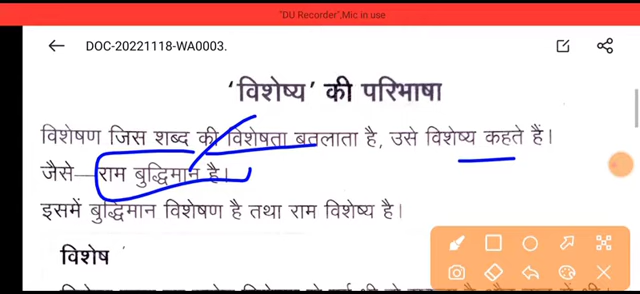 "DU Recorder",Mic in use
DOC-20221118-WA0003.
‘विशेष्य’ की परिभाषा
विशेषण जिस शब्द की विशेषता बतलाता है, उसे विशेष्य कहते हैं।
जैसे—राम बुद्धिमान है।
इसमें बुद्धिमान विशेषण है तथा राम विशेष्य है।
विशेष